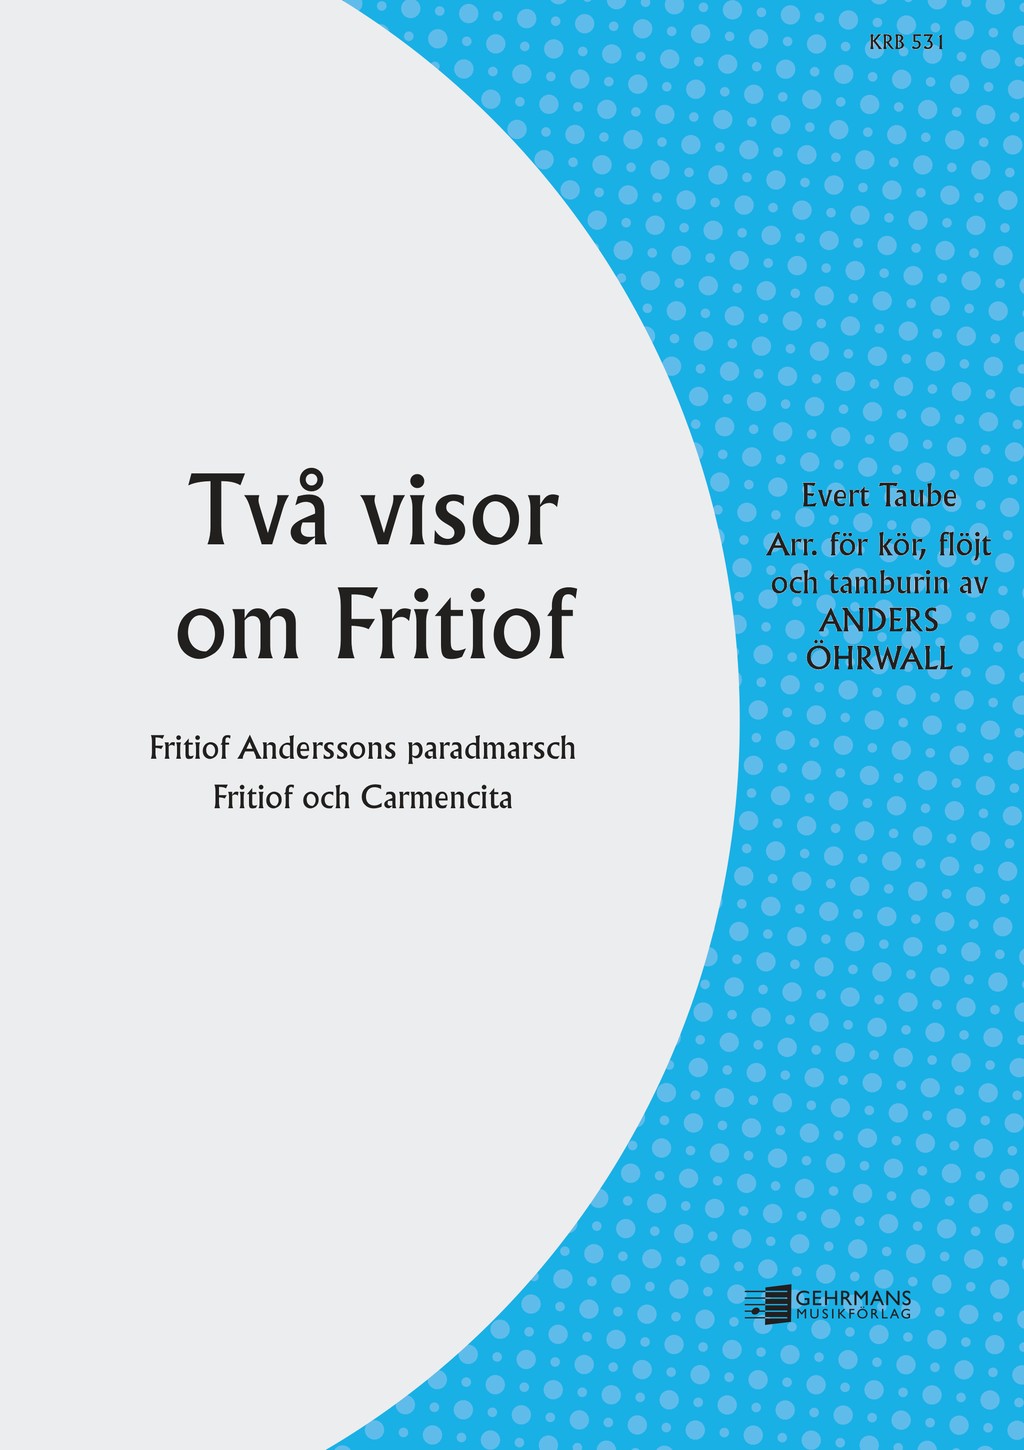 KRB 531
Två visor
om Fritiof
Fritiof Anderssons paradmarsch
Fritiof och Carmencita
Evert Taube
Arr. för kör, flöjt
och tamburin av
ANDERS
ÖHRWALL
GEHRMANS
MUSIKFÖRLAG